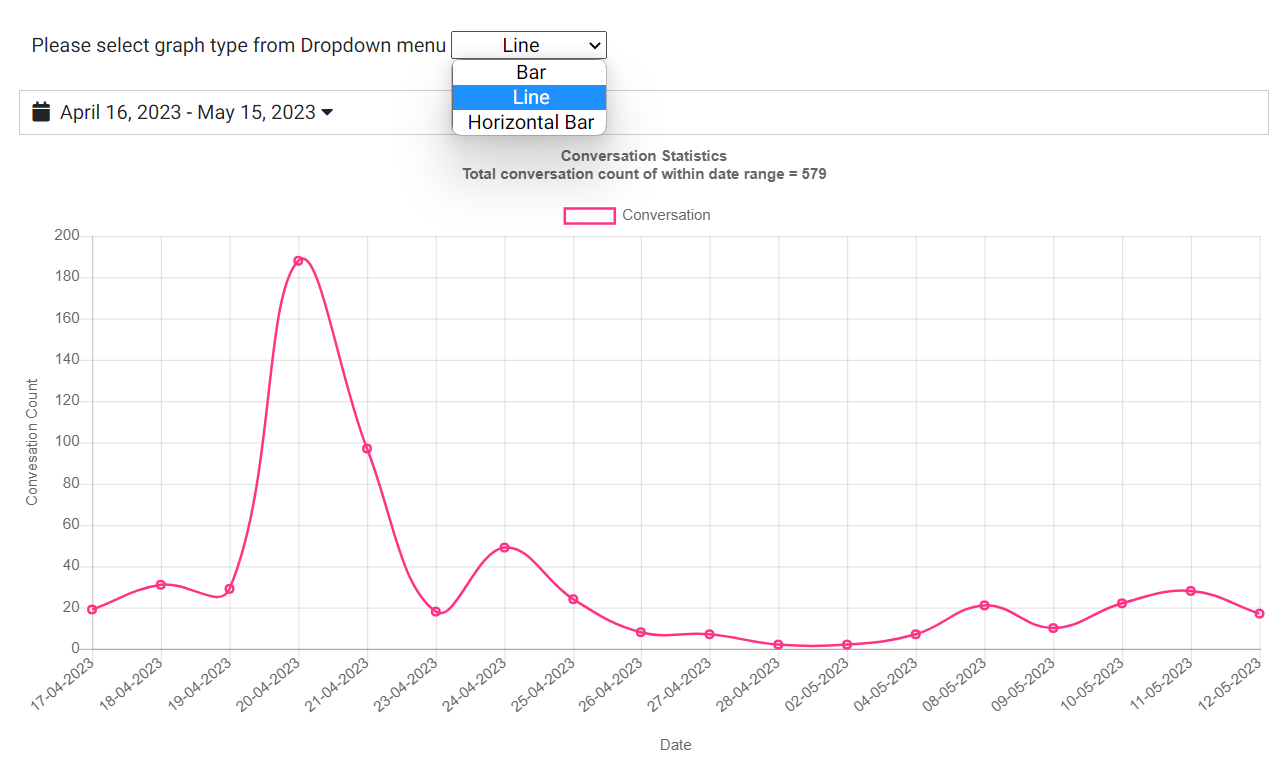 Please select graph type from Dropdown menu Line
Bar
Line
Horizontal Bar
April 16, 2023 - May 15, 2023
Conversation Statistics
Total conversation count of within date range = 579
Conversation
200
180
160
140
120
100
80
60
40
20
0
Convesation Count
17-04-2023
18-04-2023
19-04-2023
20-04-2023
21-04-2023
23-04-2023
24-04-2023
25-04-2023
26-04-2023
27-04-2023
28-04-2023
02-05-2023
04-05-2023
08-05-2023
09-05-2023
10-05-2023
11-05-2023
12-05-2023
Date